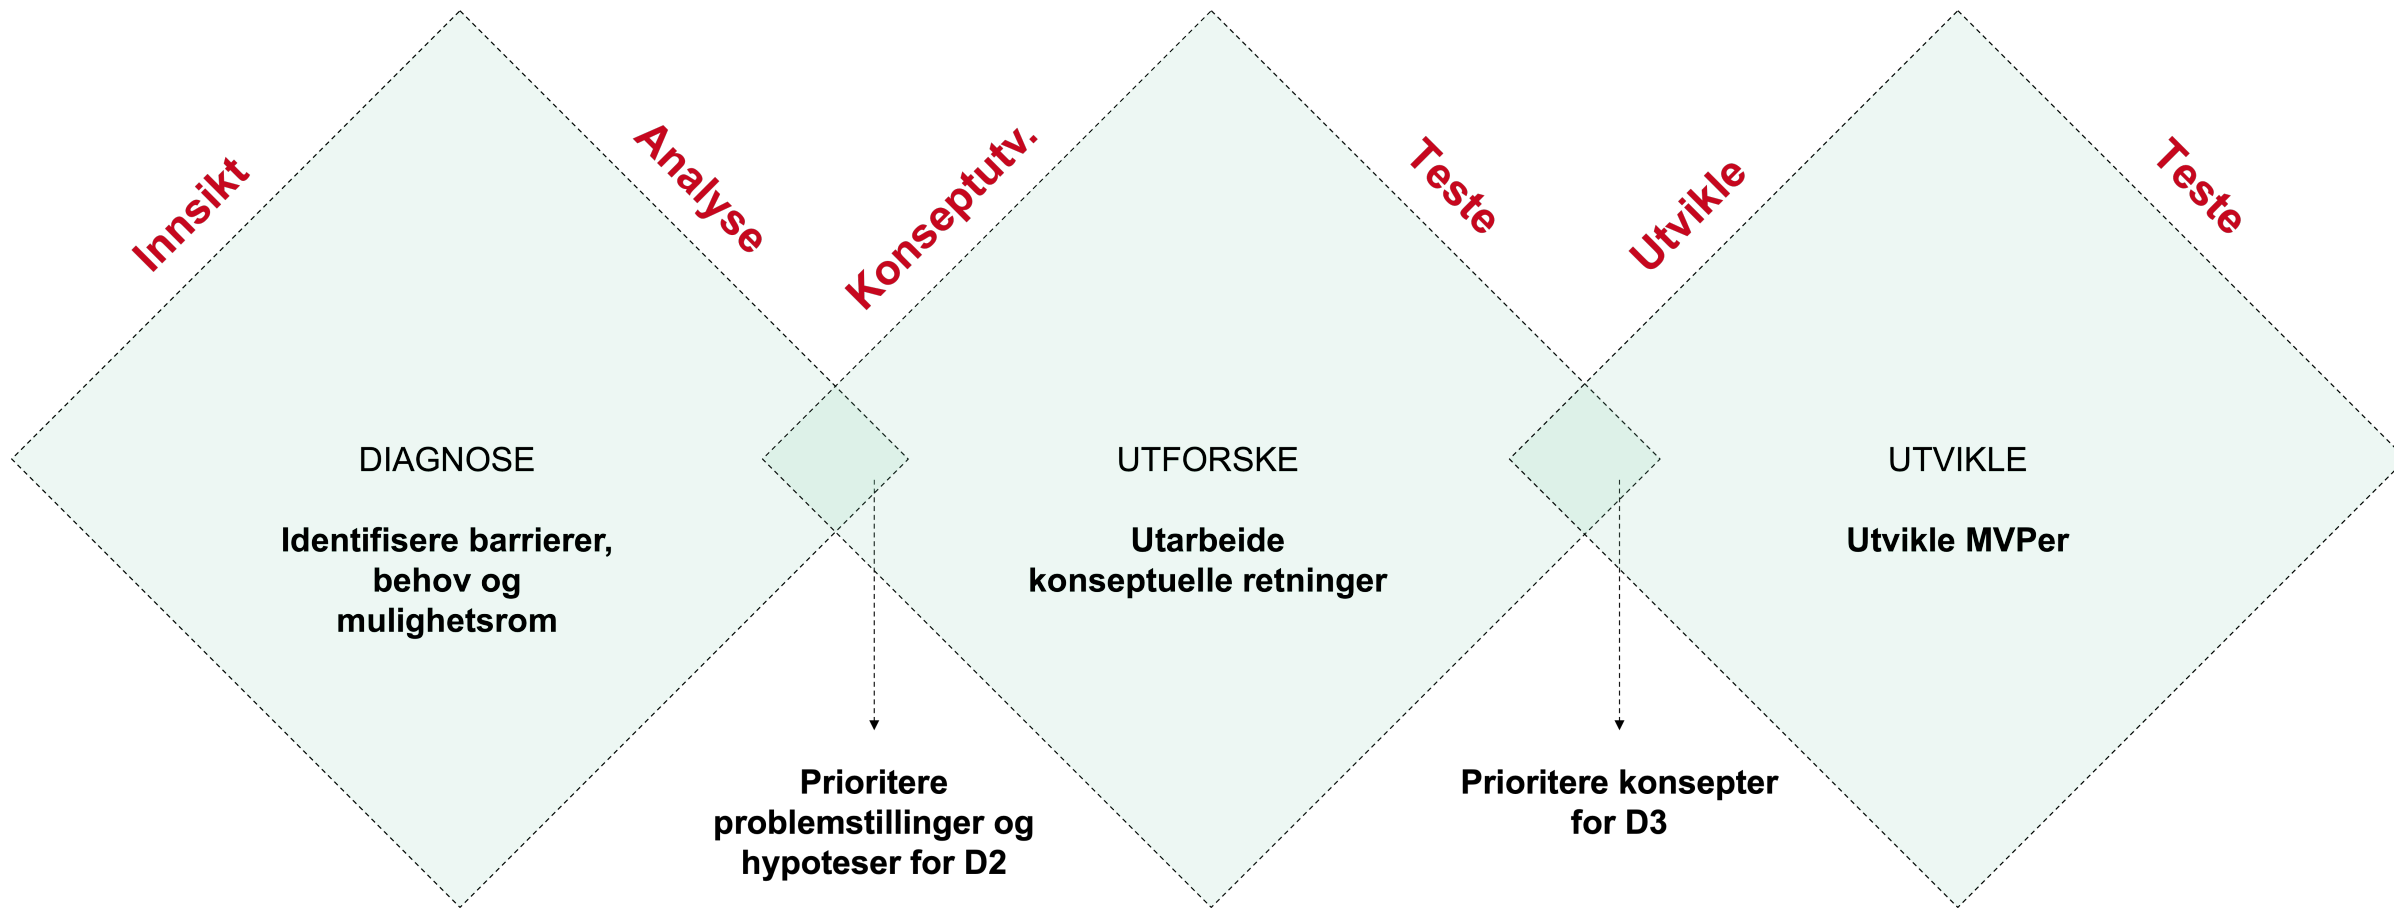 Innsikt
Analyse
Konseptutv.
Teste
Utvikle
Teste
DIAGNOSE
Identifisere barrierer,
behov og
mulighetsrom
UTFORSKE
Utarbeide
konseptuelle retninger
UTVIKLE
Utvikle MVPer
Prioritere
problemstillinger og
hypoteser for D2
Prioritere konsepter
for D3